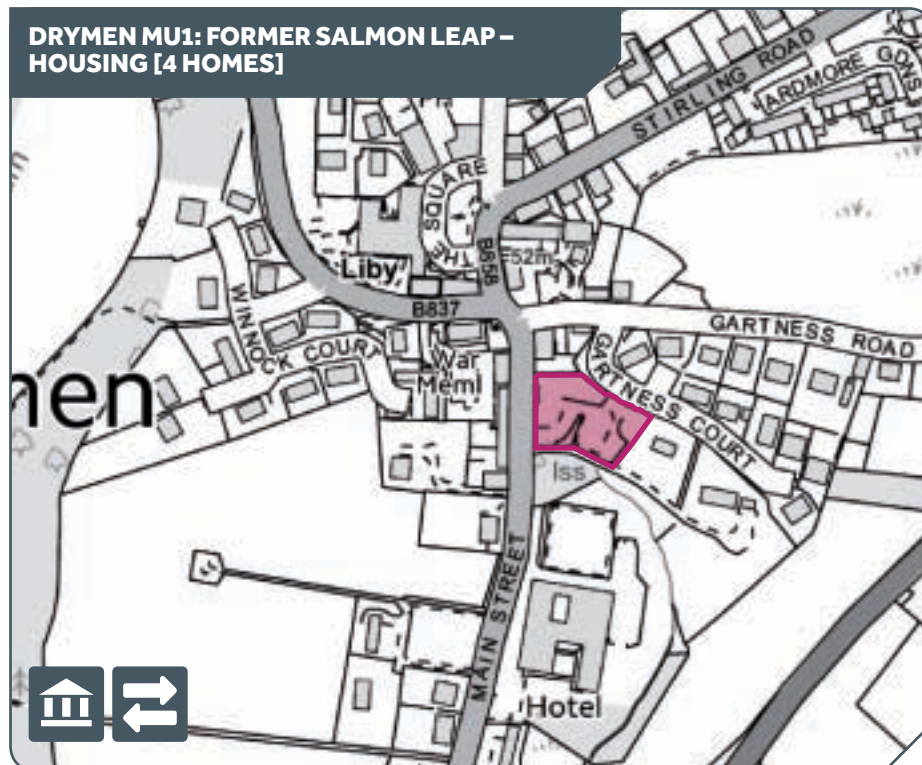 DRYMEN MU1: FORMER SALMON LEAP –
HOUSING [4 HOMES]
STIRLING ROAD
ARDMORE GDNS
THE SQUARE
B858
52m
Liby
B837
WINNOCK COURT
War
Meml
GARTNESS ROAD
GARTNESS COURT
men
Iss
MAIN STREET
Hotel